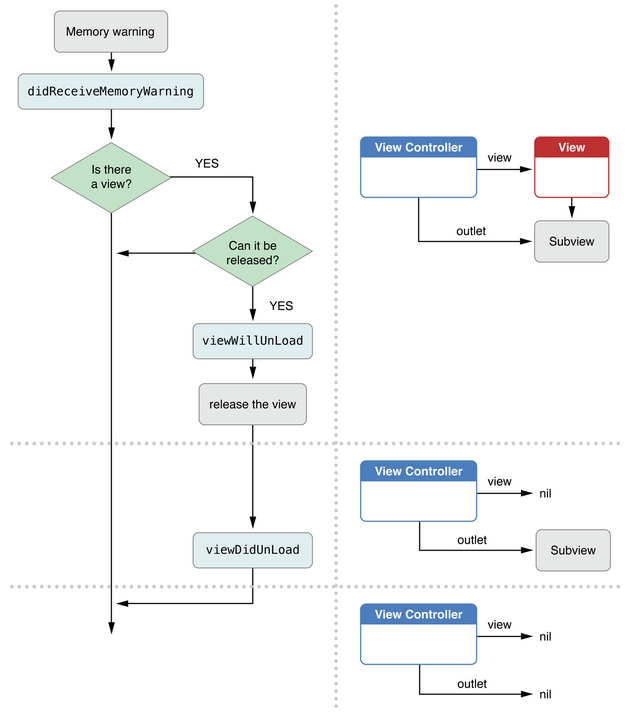 Memory warning
didReceiveMemoryWarning
Is there
a view?
YES
Can it be
released?
YES
viewWillUnLoad
release the view
viewDidUnLoad
View Controller
view
View
outlet
Subview
View Controller
view
nil
outlet
Subview
View Controller
view
nil
outlet
nil